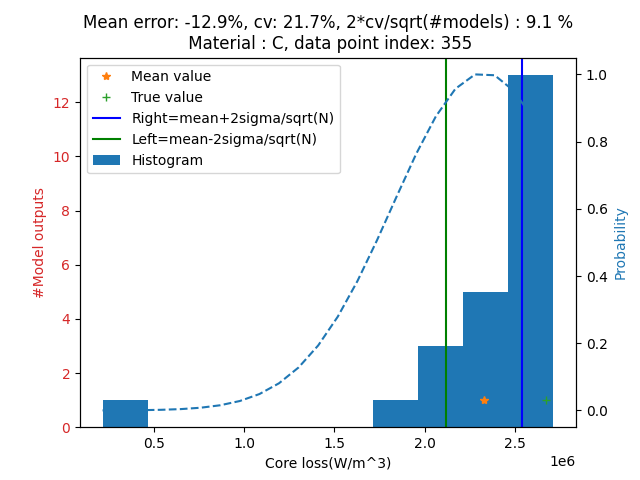 Mean error: -12.9%, cv: 21.7%, 2*cv/sqrt(#models) : 9.1 %
Material : C, data point index: 355
Mean value
True value
Right=mean+2sigma/sqrt(N)
Left=mean-2sigma/sqrt(N)
Histogram
12
10
8
6
4
2
0
#Model outputs
1.0
0.8
0.6
0.4
0.2
0.0
Probability
0.5 1.0 1.5 2.0 2.5
1e6
Core loss(W/m^3)